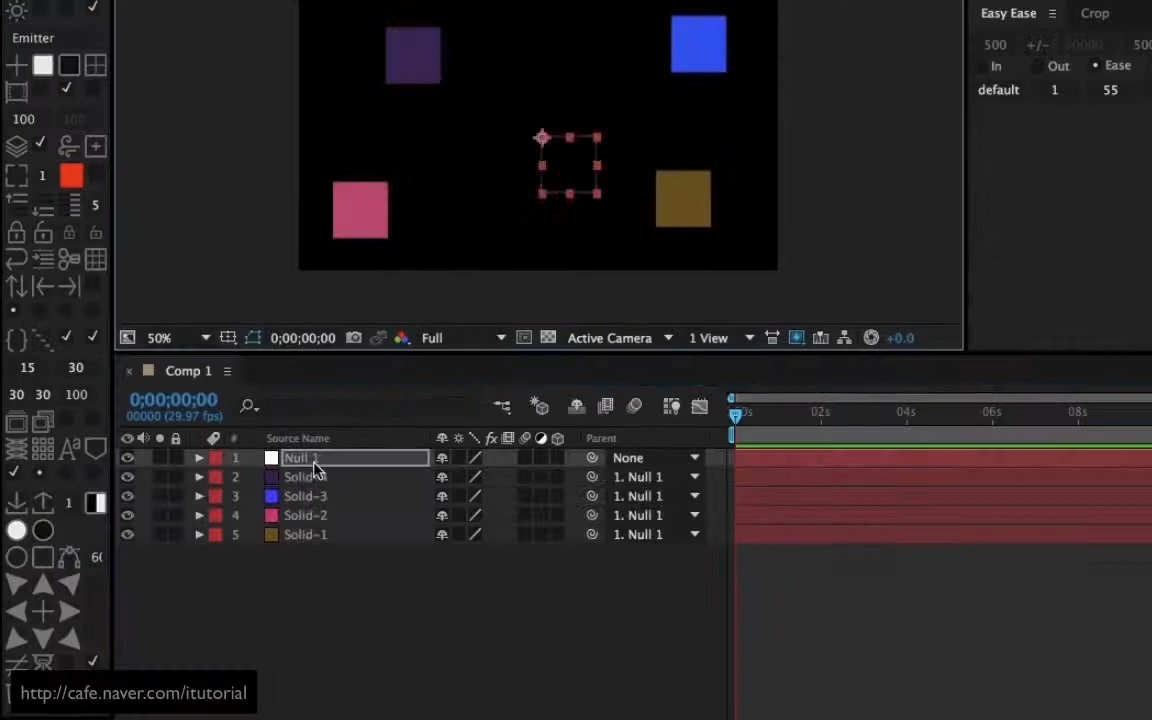 Easy Ease Crop
500 +/- 30000 500
In Out Ease
default 1 55
Emitter
100 100
1
5
15 30
30 30 100
1
60
50% 0;00;00;00 Full Active Camera 1 View +0.0
Comp 1
0;00;00;00
00000 (29.97 fps)
02s 04s 06s 08s
# Source Name fx Parent
1 Null 1 None
2 1. Null 1
3 Solid-3 1. Null 1
4 Solid-2 1. Null 1
5 Solid-1 1. Null 1
http://cafe.naver.com/itutorial